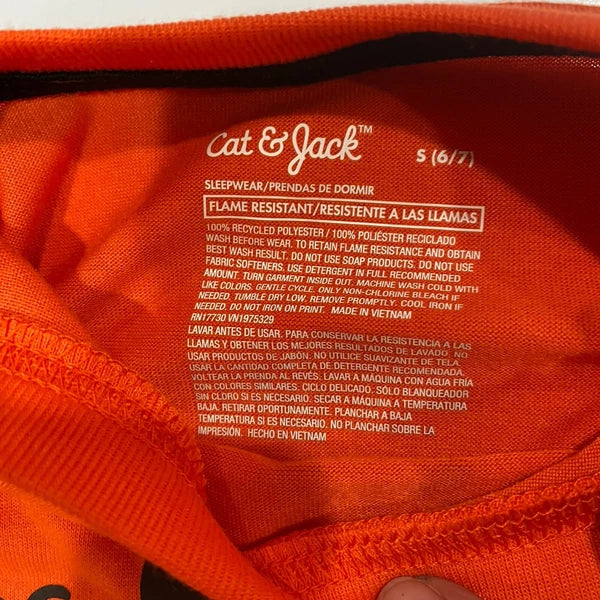 Cat & Jack™ S (6/7)
SLEEPWEAR/PRENDAS DE DORMIR
FLAME RESISTANT/RESISTENTE A LAS LLAMAS
100% RECYCLED POLYESTER / 100% POLIÉSTER RECICLADO
WASH BEFORE WEAR. TO RETAIN FLAME RESISTANCE AND OBTAIN
BEST WASH RESULT. DO NOT USE SOAP PRODUCTS. DO NOT USE
FABRIC SOFTENERS. USE DETERGENT IN FULL RECOMMENDED
AMOUNT. TURN GARMENT INSIDE OUT. MACHINE WASH COLD WITH
LIKE COLORS. GENTLE CYCLE. ONLY NON-CHLORINE BLEACH IF
NEEDED. TUMBLE DRY LOW. REMOVE PROMPTLY. COOL IRON IF
NEEDED. DO NOT IRON ON PRINT. MADE IN VIETNAM
RN17730 VN1975329
LAVAR ANTES DE USAR. PARA CONSERVAR LA RESISTENCIA A LAS
LLAMAS Y OBTENER LOS MEJORES RESULTADOS DE LAVADO, NO
USAR PRODUCTOS DE JABÓN. NO UTILICE SUAVIZANTE DE TELA.
USAR LA CANTIDAD COMPLETA DE DETERGENTE RECOMENDADA.
VOLTEAR LA PRENDA AL REVÉS. LAVAR A MÁQUINA CON AGUA FRÍA
CON COLORES SIMILARES. CICLO DELICADO. SÓLO BLANQUEADOR
SIN CLORO SI ES NECESARIO. SECAR A MÁQUINA A TEMPERATURA
BAJA. RETIRAR OPORTUNAMENTE. PLANCHAR A BAJA
TEMPERATURA SI ES NECESARIO. NO PLANCHAR SOBRE LA
IMPRESIÓN. HECHO EN VIETNAM